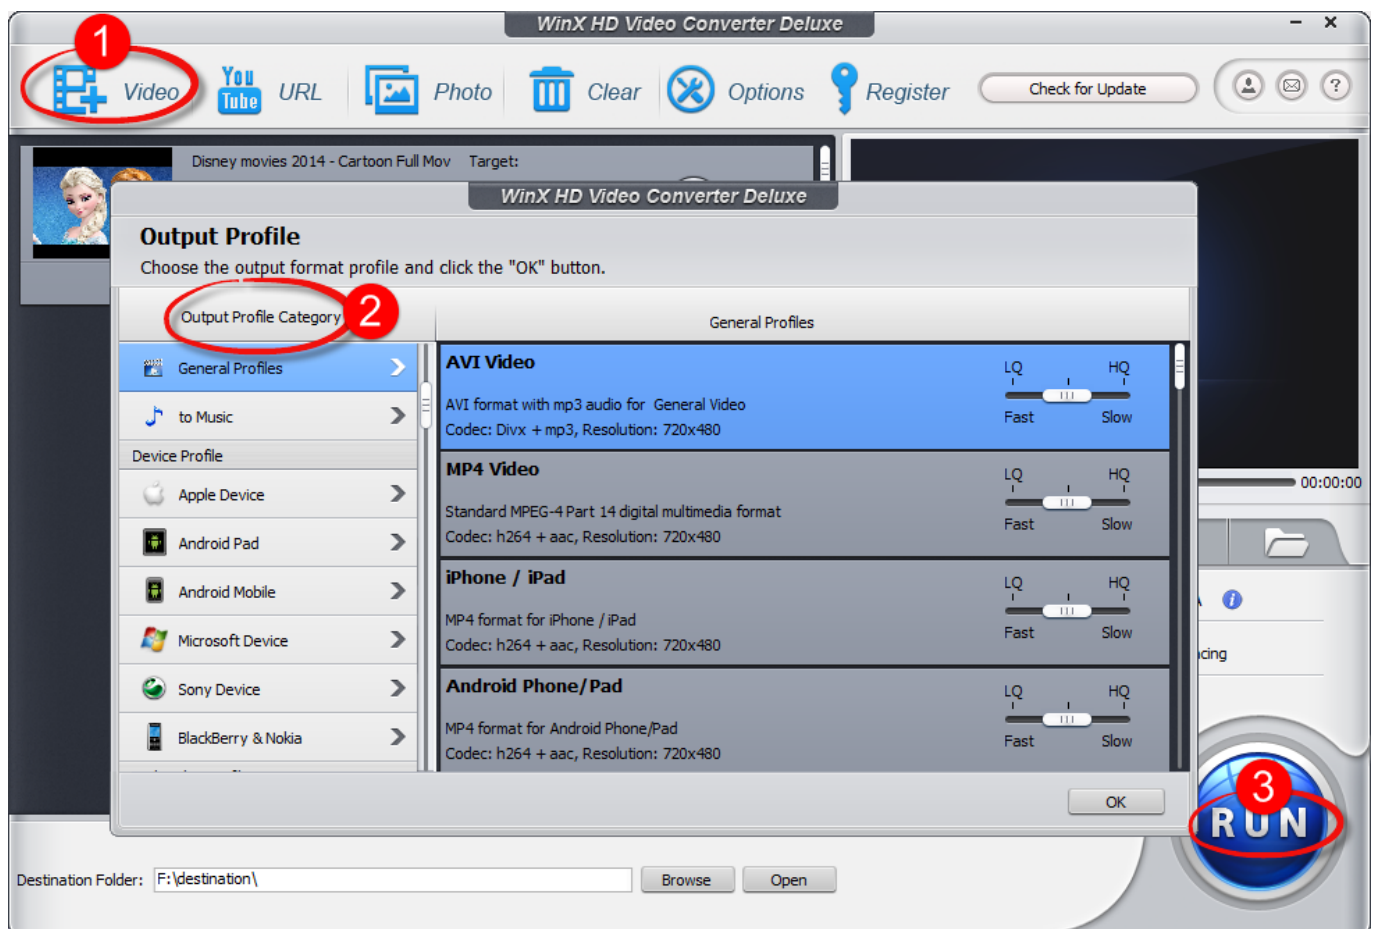 WinX HD Video Converter Deluxe
1
Video
You Tube URL
Photo
Clear
Options
Register
Check for Update
?
Disney movies 2014 - Cartoon Full Mov Target:
WinX HD Video Converter Deluxe
Output Profile
Choose the output format profile and click the "OK" button.
Output Profile Category
2
General Profiles
General Profiles
to Music
Device Profile
Apple Device
Android Pad
Android Mobile
Microsoft Device
Sony Device
BlackBerry & Nokia
AVI Video
LQ HQ
AVI format with mp3 audio for General Video
Codec: Divx + mp3, Resolution: 720x480
Fast Slow
MP4 Video
LQ HQ
Standard MPEG-4 Part 14 digital multimedia format
Codec: h264 + aac, Resolution: 720x480
Fast Slow
iPhone / iPad
LQ HQ
MP4 format for iPhone / iPad
Codec: h264 + aac, Resolution: 720x480
Fast Slow
Android Phone/Pad
LQ HQ
MP4 format for Android Phone/Pad
Codec: h264 + aac, Resolution: 720x480
Fast Slow
OK
00:00:00
i
cing
3
RUN
Destination Folder: F:\destination\
Browse
Open